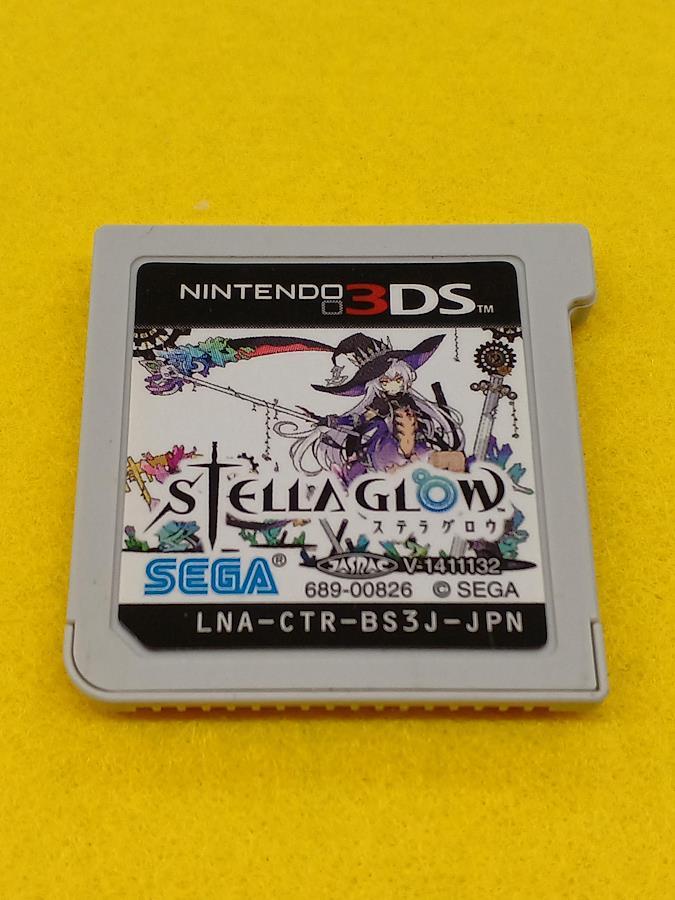 NINTENDO 3DS™
STELLA GLOW™
ステラグロウ
SEGA® JASRAC V-1411132
689-00826 © SEGA
LNA-CTR-BS3J-JPN